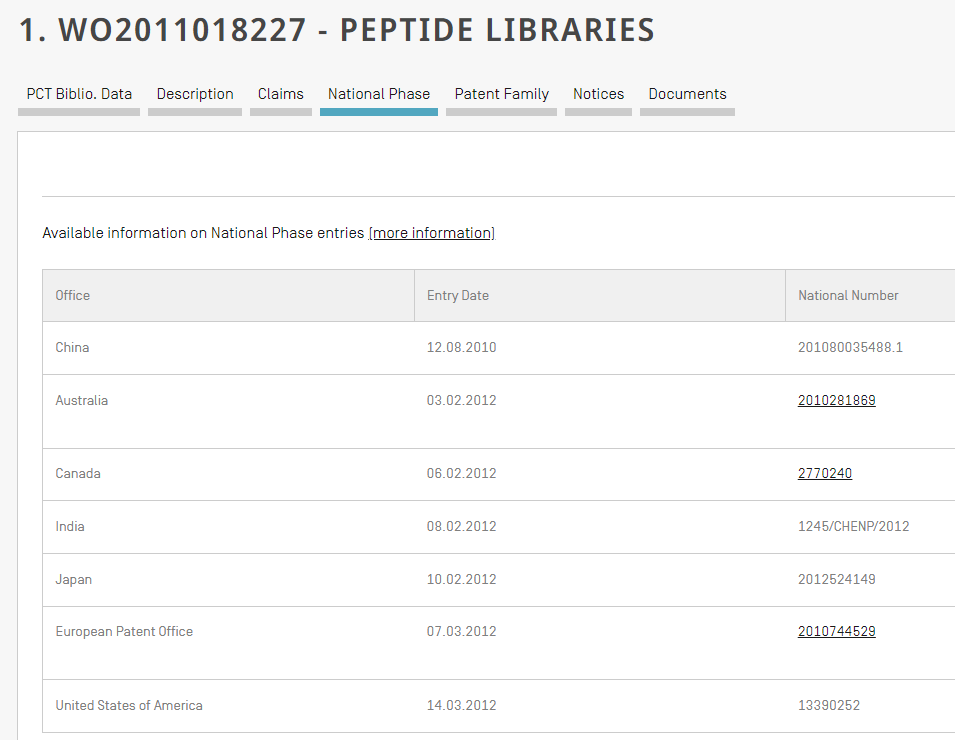 1. WO2011018227 - PEPTIDE LIBRARIES
PCT Biblio. Data Description Claims National Phase Patent Family Notices Documents
Available information on National Phase entries (more information)
Office Entry Date National Number
China 12.08.2010 201080035488.1
Australia 03.02.2012 2010281869
Canada 06.02.2012 2770240
India 08.02.2012 1245/CHENP/2012
Japan 10.02.2012 2012524149
European Patent Office 07.03.2012 2010744529
United States of America 14.03.2012 13390252